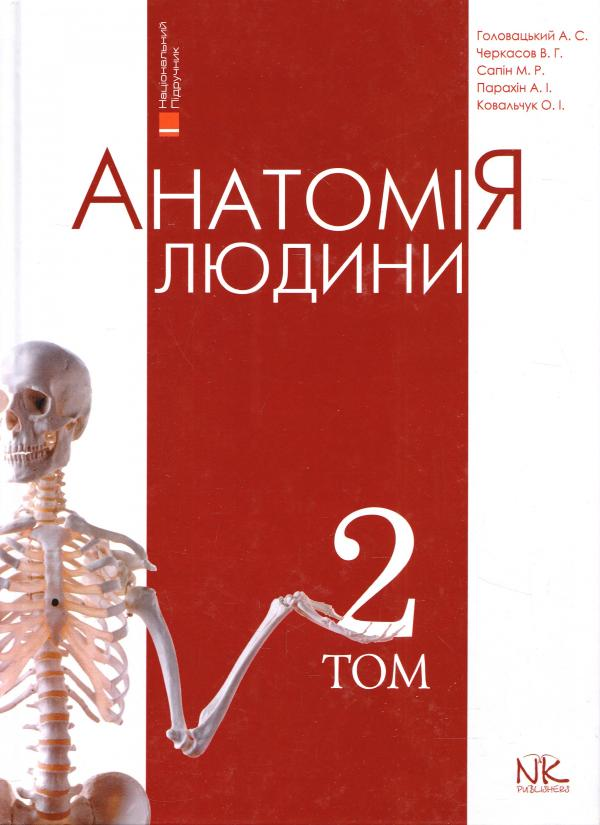 Національний
Підручник
Головацький А. С.
Черкасов В. Г.
Сапін М. Р.
Парахін А. І.
Ковальчук О. І.
АНАТОМІЯ
ЛЮДИНИ
2
ТОМ
NK
PUBLISHERS